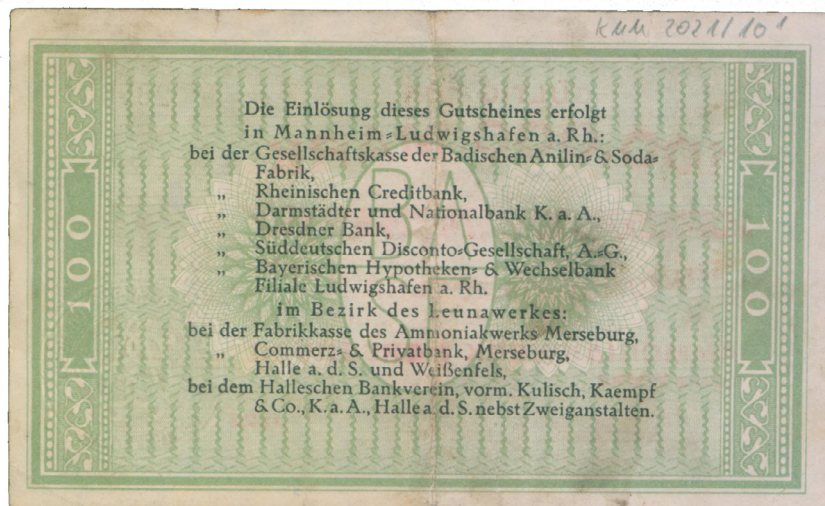 KMM 2021/101
Die Einlösung dieses Gutscheines erfolgt
in Mannheim=Ludwigshafen a. Rh.:
bei der Gesellschaftskasse der Badischen Anilin= & Soda=
Fabrik,
„ Rheinischen Creditbank,
„ Darmstädter und Nationalbank K. a. A.,
„ Dresdner Bank,
„ Süddeutschen Disconto=Gesellschaft, A.=G.,
„ Bayerischen Hypotheken= & Wechselbank
Filiale Ludwigshafen a. Rh.
im Bezirk des Leunawerkes:
bei der Fabrikkasse des Ammoniakwerks Merseburg,
„ Commerz= & Privatbank, Merseburg,
Halle a. d. S. und Weißenfels,
bei dem Halleschen Bankverein, vorm. Kulisch, Kaempf
& Co., K. a. A., Halle a. d. S. nebst Zweiganstalten.
100
100